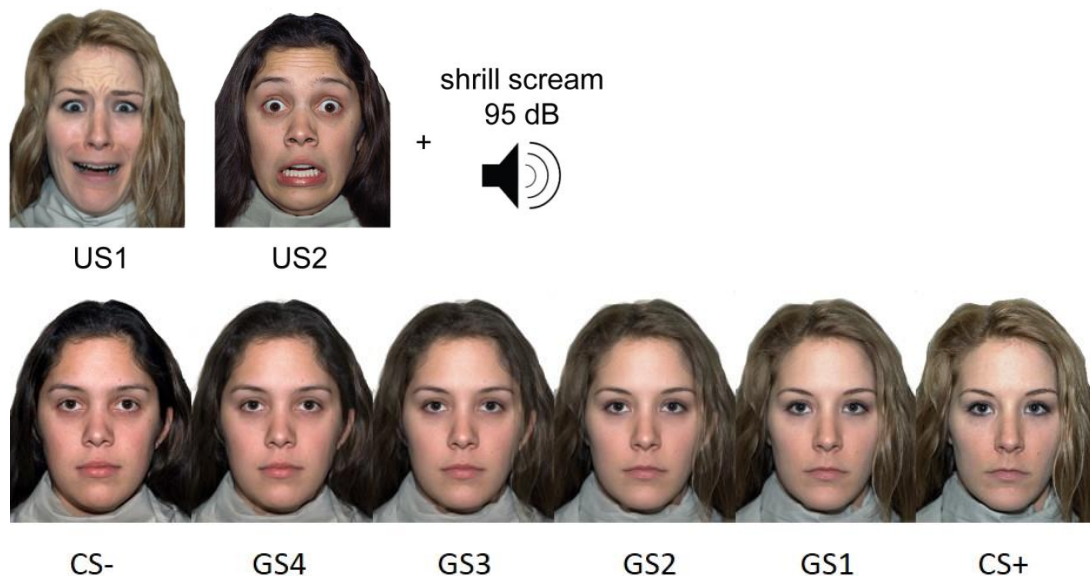 shrill scream
95 dB
+
US1
US2
CS-
GS4
GS3
GS2
GS1
CS+